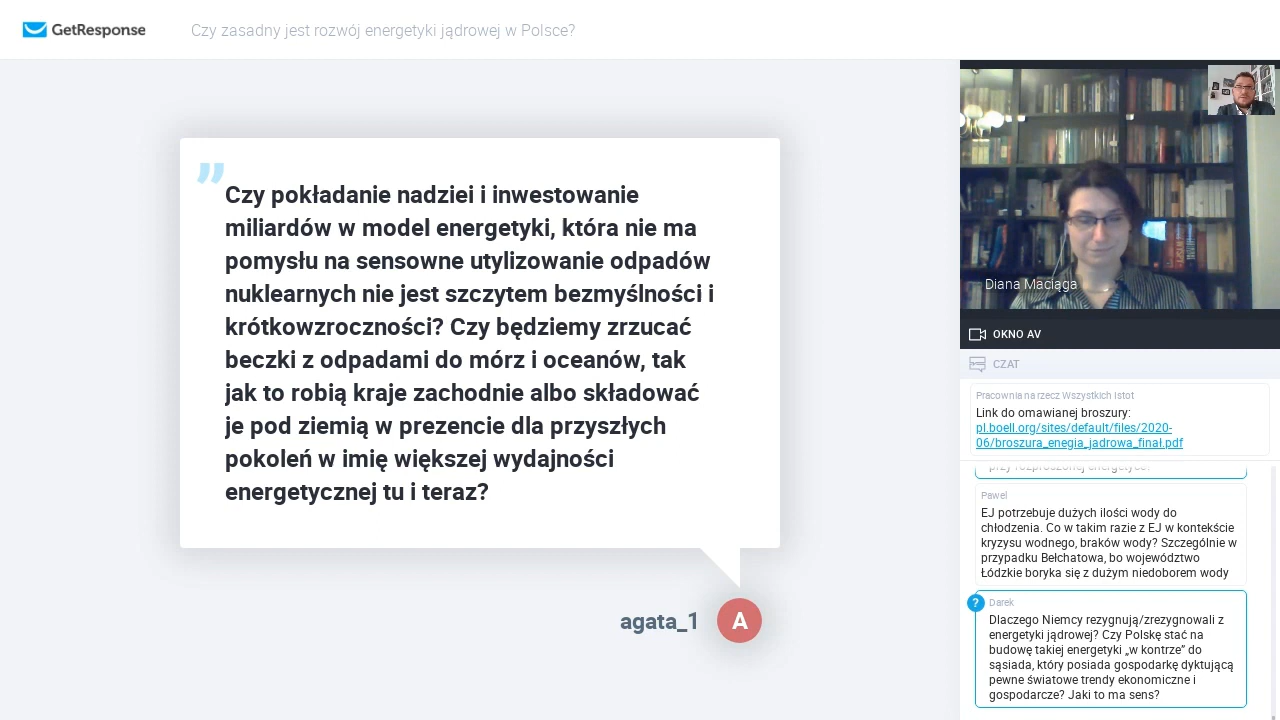 GetResponse
Czy zasadny jest rozwój energetyki jądrowej w Polsce?
Czy pokładanie nadziei i inwestowanie
miliardów w model energetyki, która nie ma
pomysłu na sensowne utylizowanie odpadów
nuklearnych nie jest szczytem bezmyślności i
krótkowzroczności? Czy będziemy zrzucać
beczki z odpadami do mórz i oceanów, tak
jak to robią kraje zachodnie albo składować
je pod ziemią w prezencie dla przyszłych
pokoleń w imię większej wydajności
energetycznej tu i teraz?
agata_1
A
Diana Maciąga
OKNO AV
CZAT
Pracownia na rzecz Wszystkich Istot
Link do omawianej broszury:
pl.boell.org/sites/default/files/2020-
06/broszura_enegia_jadrowa_final.pdf
przy rozproszonej energetyce?
Pawel
EJ potrzebuje dużych ilości wody do
chłodzenia. Co w takim razie z EJ w kontekście
kryzysu wodnego, braków wody? Szczególnie w
przypadku Bełchatowa, bo województwo
Łódzkie boryka się z dużym niedoborem wody
?
Darek
Dlaczego Niemcy rezygnują/zrezygnowali z
energetyki jądrowej? Czy Polskę stać na
budowę takiej energetyki „w kontrze” do
sąsiada, który posiada gospodarkę dyktującą
pewne światowe trendy ekonomiczne i
gospodarcze? Jaki to ma sens?